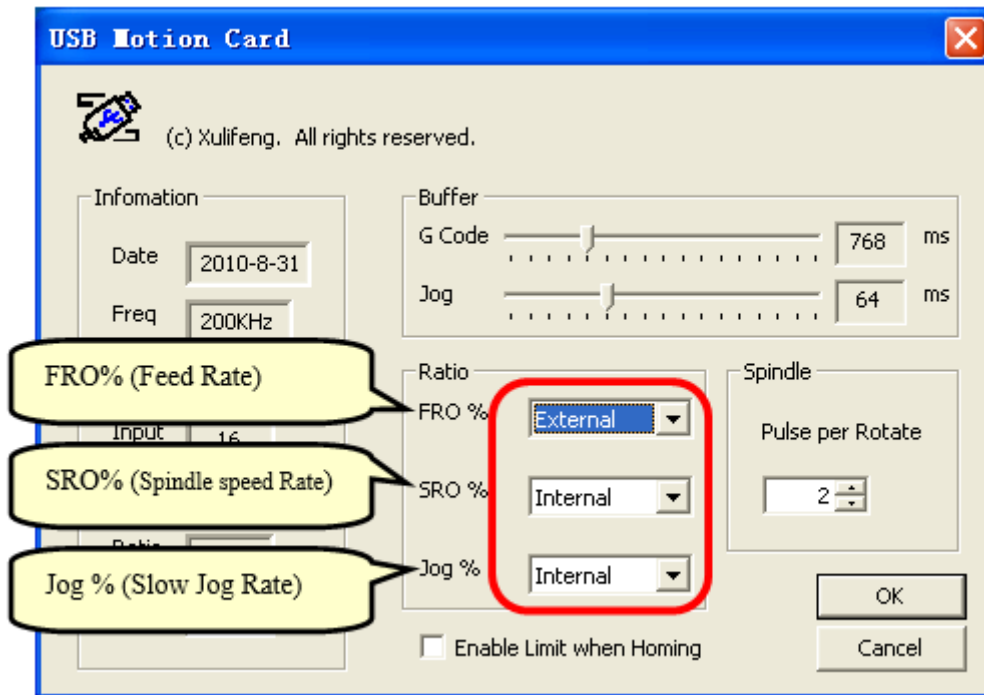 USB Motion Card
(c) Xulifeng. All rights reserved.
Infomation
Date 2010-8-31
Freq 200KHz
Input 16
Buffer
G Code 768 ms
Jog 64 ms
FRO% (Feed Rate)
SRO% (Spindle speed Rate)
Jog % (Slow Jog Rate)
Ratio
FRO % External
SRO % Internal
Jog % Internal
Spindle
Pulse per Rotate
2
Enable Limit when Homing
OK
Cancel